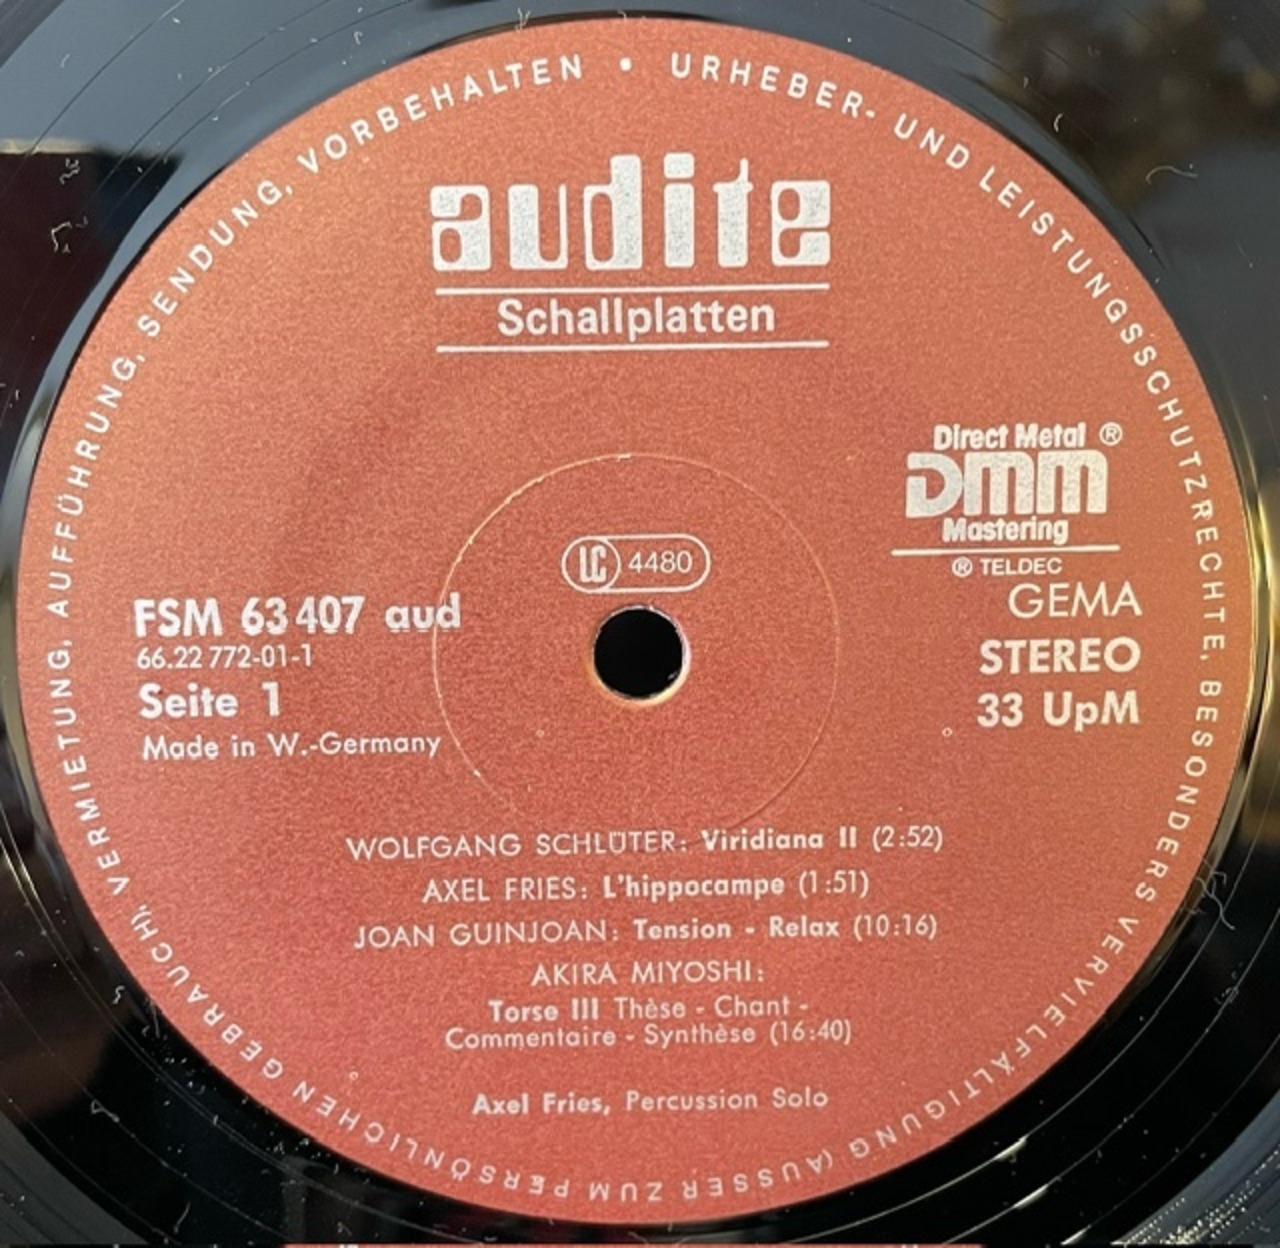 URHEBER- UND LEISTUNGSSCHUTZRECHTE, BESONDERS VERVIELFÄLTIGUNG (AUSSER ZUM PERSÖNLICHEN GEBRAUCH), VERMIETUNG, AUFFÜHRUNG, SENDUNG, VORBEHALTEN •
audite
Schallplatten
Direct Metal ®
DMM
Mastering
® TELDEC
LC 4480
GEMA
STEREO
33 UpM
FSM 63 407 aud
66.22 772-01-1
Seite 1
Made in W.-Germany
WOLFGANG SCHLÜTER: Viridiana II (2:52)
AXEL FRIES: L'hippocampe (1:51)
JOAN GUINJOAN: Tension - Relax (10:16)
AKIRA MIYOSHI:
Torse III Thèse - Chant -
Commentaire - Synthèse (16:40)
Axel Fries, Percussion Solo